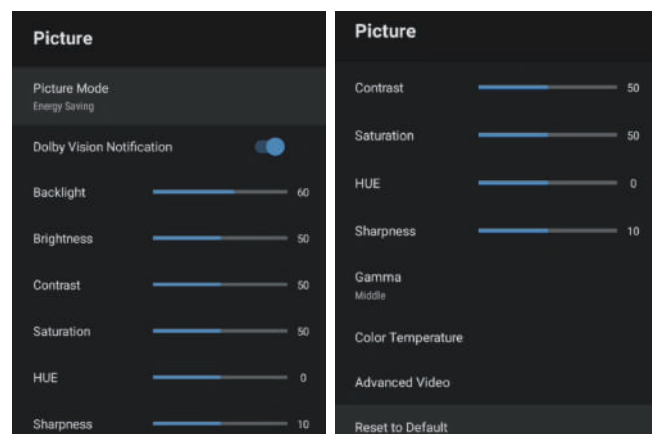 Picture
Picture Mode
Energy Saving
Dolby Vision Notification
Backlight 60
Brightness 50
Contrast 50
Saturation 50
HUE 0
Sharpness 10
Picture
Contrast 50
Saturation 50
HUE 0
Sharpness 10
Gamma
Middle
Color Temperature
Advanced Video
Reset to Default